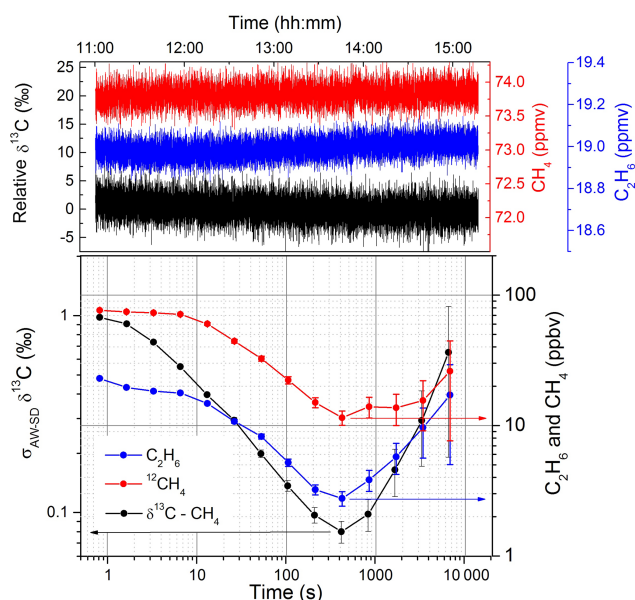 Time (hh:mm)
11:00 12:00 13:00 14:00 15:00
Relative δ¹³C (‰)
25
20
15
10
5
0
-5
74.0
73.5
73.0
72.5
72.0
CH₄ (ppmv)
19.4
19.2
19.0
18.8
18.6
C₂H₆ (ppmv)
σ_AW-SD δ¹³C (‰)
1
0.1
C₂H₆
¹²CH₄
δ¹³C - CH₄
100
10
1
C₂H₆ and CH₄ (ppbv)
1 10 100 1000 10 000
Time (s)